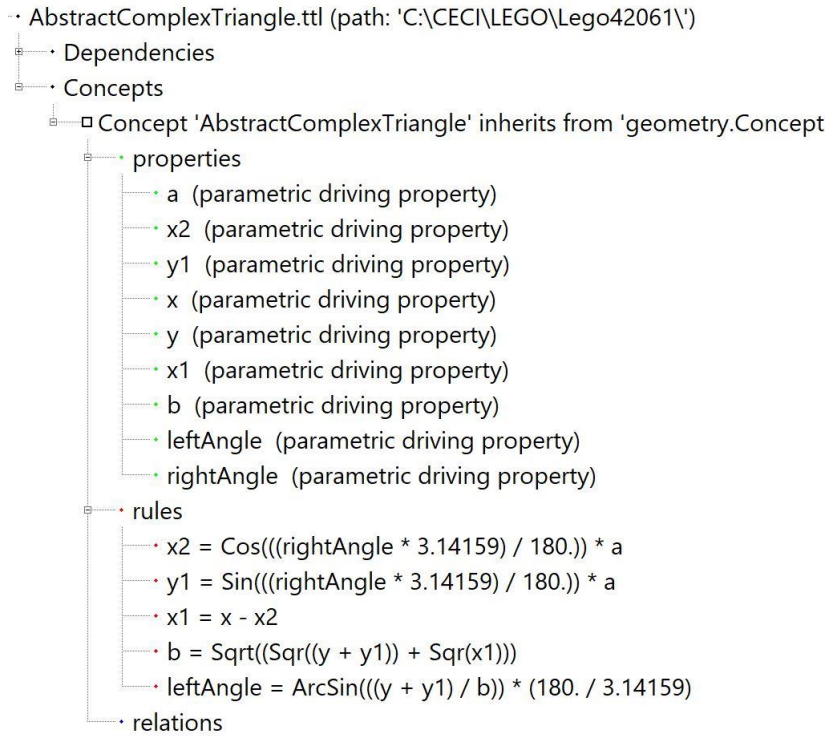 AbstractComplexTriangle.ttl (path: 'C:\CECI\LEGO\Lego42061\')
Dependencies
Concepts
Concept 'AbstractComplexTriangle' inherits from 'geometry.Concept
properties
a (parametric driving property)
x2 (parametric driving property)
y1 (parametric driving property)
x (parametric driving property)
y (parametric driving property)
x1 (parametric driving property)
b (parametric driving property)
leftAngle (parametric driving property)
rightAngle (parametric driving property)
rules
x2 = Cos(((rightAngle * 3.14159) / 180.)) * a
y1 = Sin(((rightAngle * 3.14159) / 180.)) * a
x1 = x - x2
b = Sqrt((Sqr((y + y1)) + Sqr(x1)))
leftAngle = ArcSin(((y + y1) / b)) * (180. / 3.14159)
relations